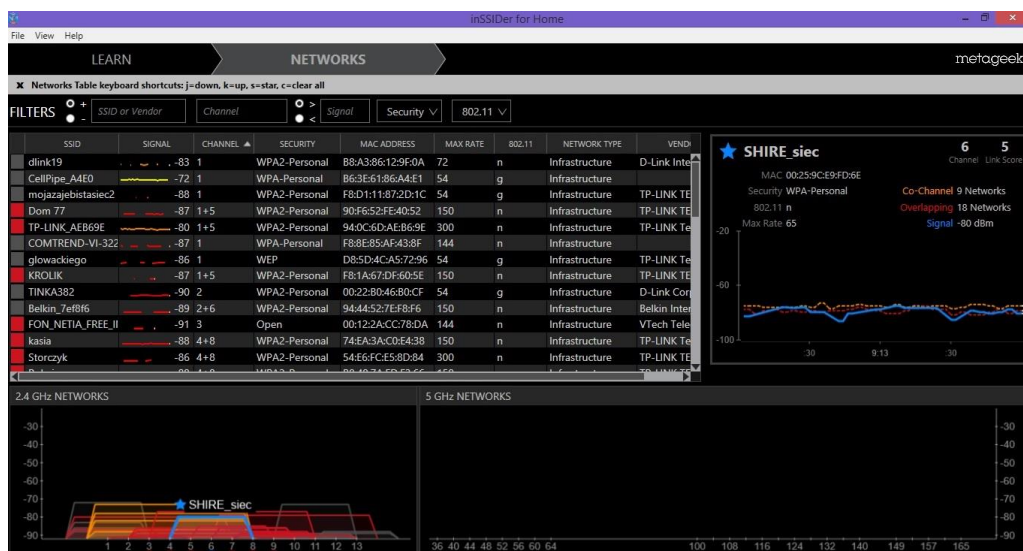 inSSIDer for Home
File View Help
LEARN NETWORKS metageek
x Networks Table keyboard shortcuts: j=down, k=up, s=star, c=clear all
FILTERS + - SSID or Vendor Channel > < Signal Security 802.11
SSID SIGNAL CHANNEL SECURITY MAC ADDRESS MAX RATE 802.11 NETWORK TYPE VEND
dlink19 -83 1 WPA2-Personal B8:A3:86:12:9F:0A 72 n Infrastructure D-Link Inte
CellPipe_A4E0 -72 1 WPA-Personal B6:3E:61:86:A4:E1 54 g Infrastructure
mojazajebistasiec2 -88 1 WPA2-Personal F8:D1:11:87:2D:1C 54 g Infrastructure TP-LINK TE
Dom 77 -87 1+5 WPA2-Personal 90:F6:52:FE:40:52 150 n Infrastructure TP-LINK TE
TP-LINK_AEB69E -80 1+5 WPA2-Personal 94:0C:6D:AE:B6:9E 300 n Infrastructure TP-LINK Te
COMTREND-VI-322 -87 1 WPA-Personal F8:8E:85:AF:43:8F 144 n Infrastructure
glowackiego -86 1 WEP D8:5D:4C:A5:72:96 54 g Infrastructure TP-LINK TE
KROLIK -87 1+5 WPA2-Personal F8:1A:67:DF:60:5E 150 n Infrastructure TP-LINK TE
TINKA382 -90 2 WPA2-Personal 00:22:B0:46:B0:CF 54 g Infrastructure D-Link Corp
Belkin_7ef8f6 -89 2+6 WPA2-Personal 94:44:52:7E:F8:F6 150 n Infrastructure Belkin Inter
FON_NETIA_FREE_II -91 3 Open 00:12:2A:CC:78:DA 144 n Infrastructure VTech Tele
kasia -88 4+8 WPA2-Personal 74:EA:3A:C0:E4:38 150 n Infrastructure TP-LINK TE
Storczyk -86 4+8 WPA2-Personal 54:E6:FC:E5:8D:84 300 n Infrastructure TP-LINK TE
SHIRE_siec 6 5
Channel Link Score
MAC 00:25:9C:E9:FD:6E
Security WPA-Personal Co-Channel 9 Networks
802.11 n Overlapping 18 Networks
Max Rate 65 Signal -80 dBm
-20
-60
-100
:30 9:13 :30
2.4 GHz NETWORKS 5 GHz NETWORKS
-30 -30
-40 -40
-50 -50
-60 -60
-70 -70
SHIRE_siec
-80 -80
-90 -90
1 2 3 4 5 6 7 8 9 10 11 12 13 36 40 44 48 52 56 60 64 100 108 116 124 132 140 149 157 165